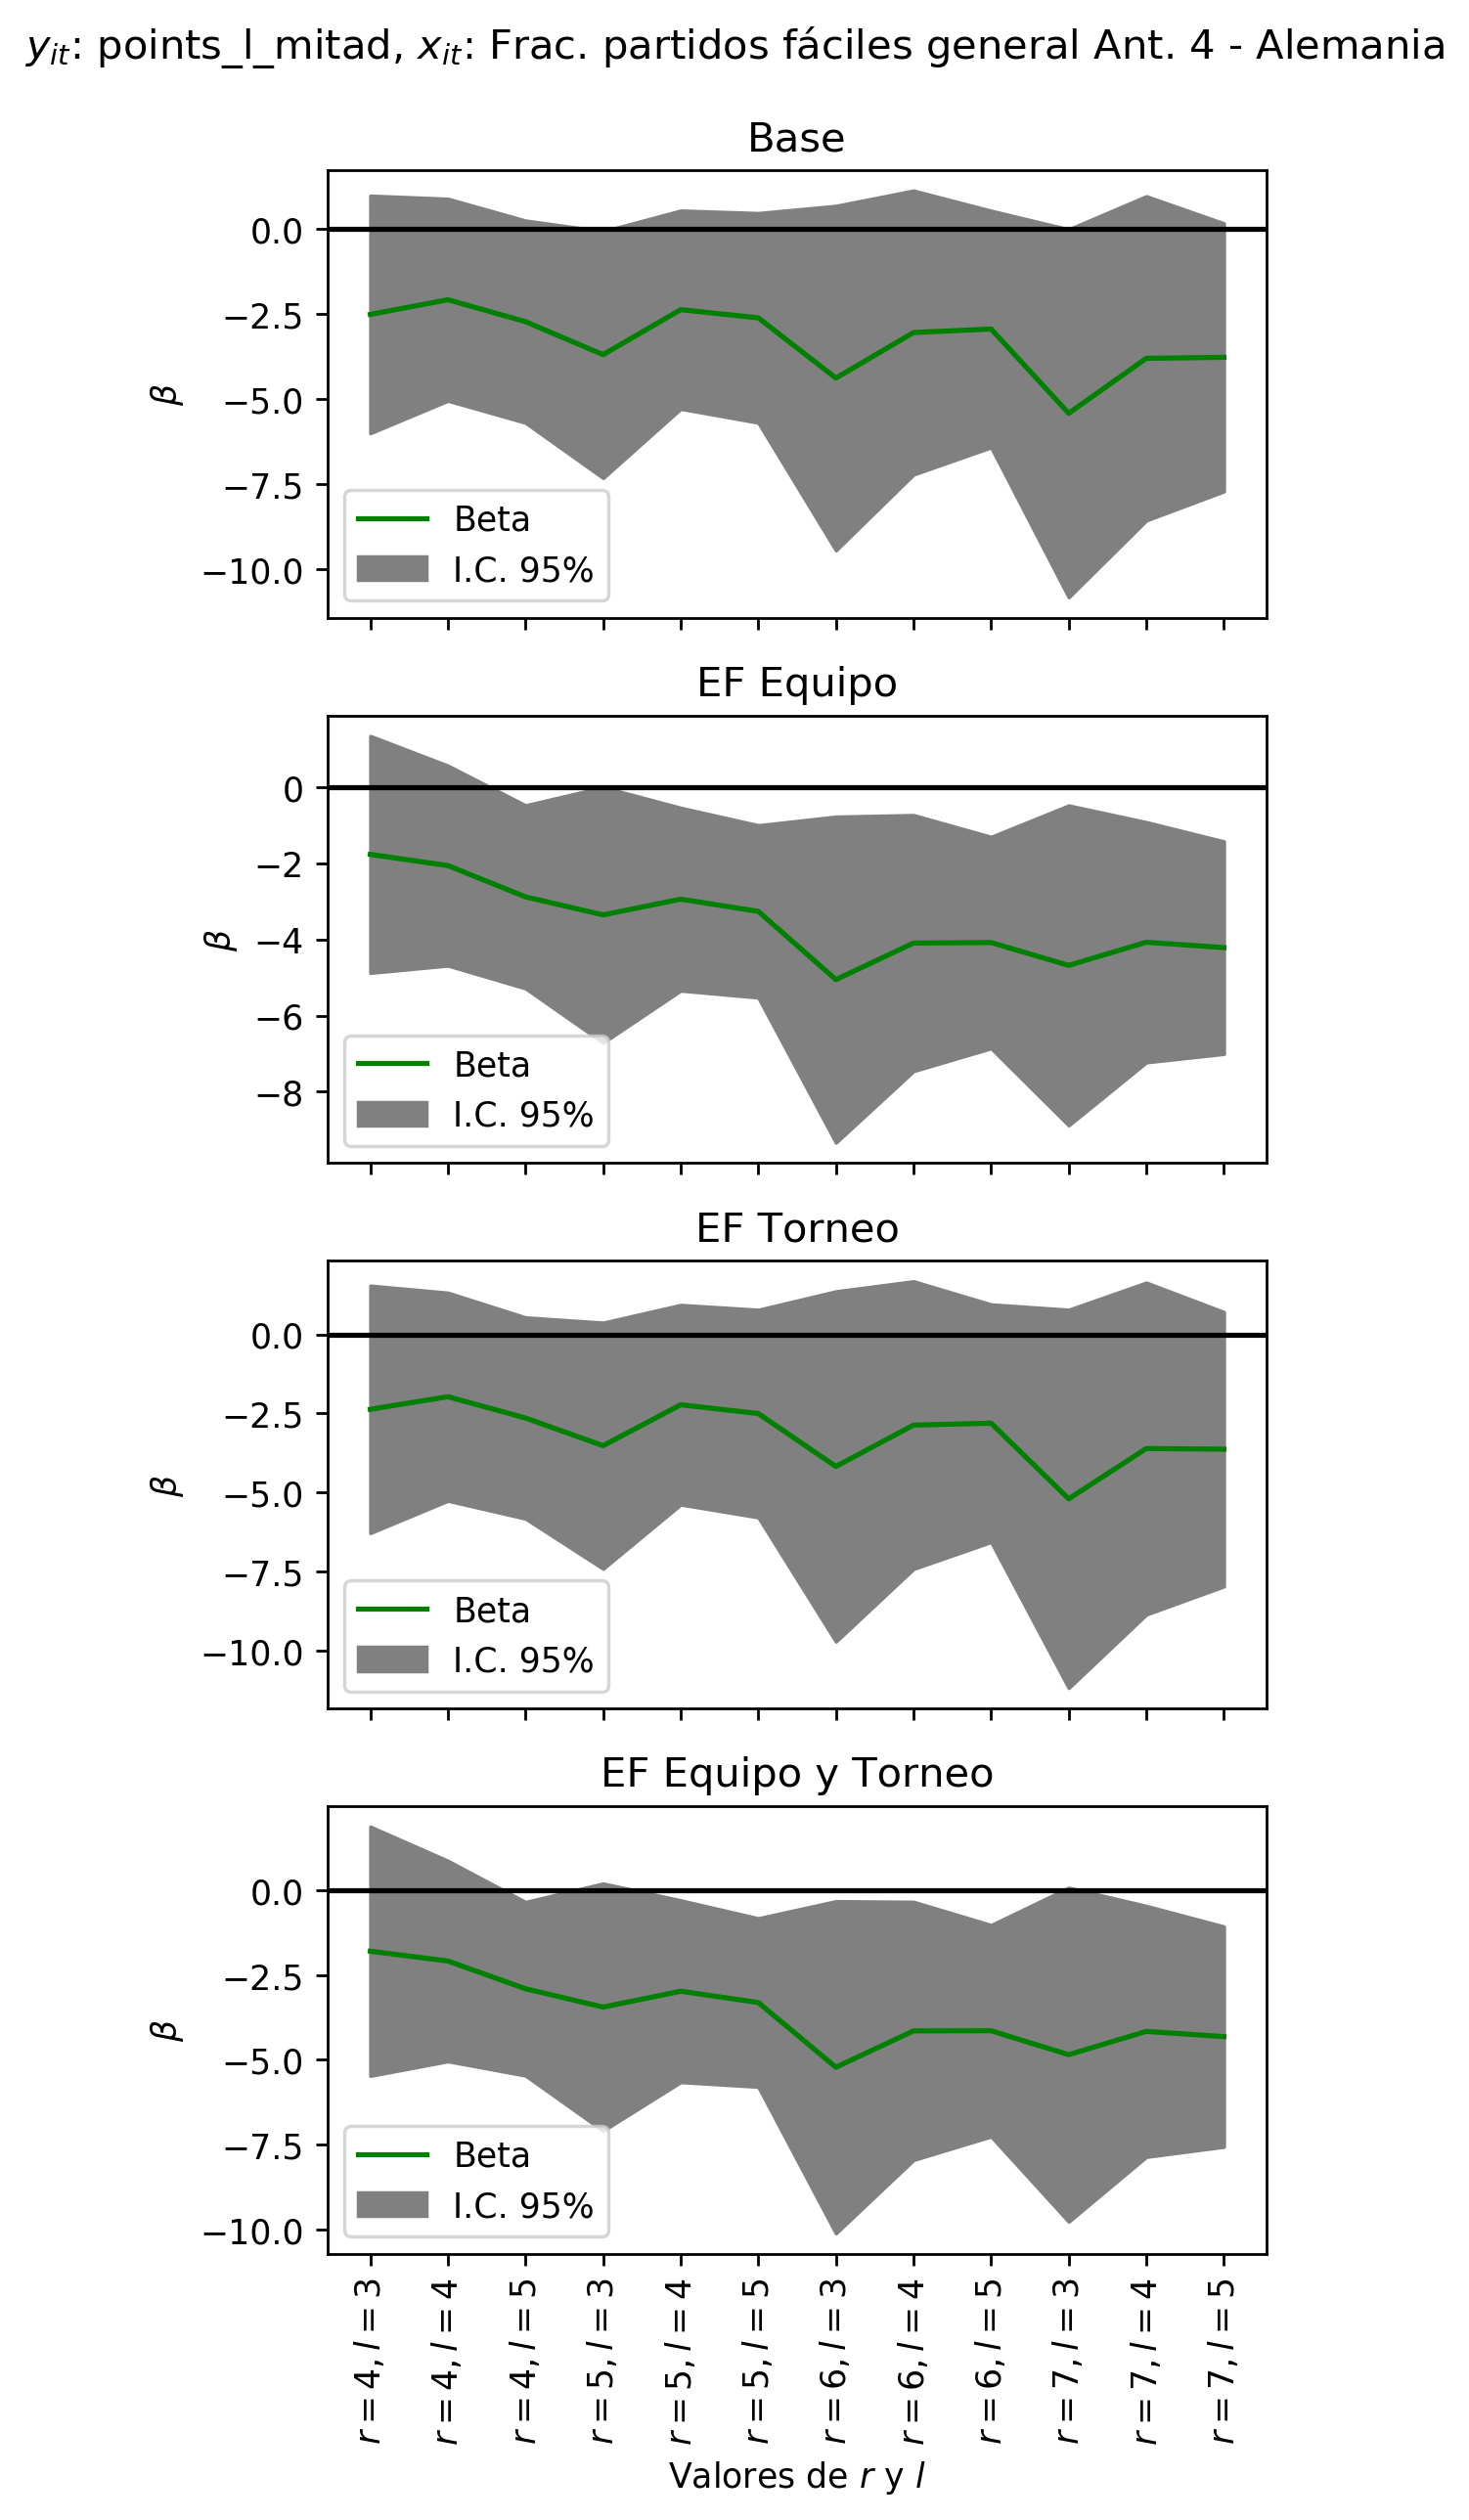 y_it: points_l_mitad, x_it: Frac. partidos fáciles general Ant. 4 - Alemania
Base
0.0
−2.5
−5.0
−7.5
−10.0
β
Beta
I.C. 95%
EF Equipo
0
−2
−4
−6
−8
β
Beta
I.C. 95%
EF Torneo
0.0
−2.5
−5.0
−7.5
−10.0
β
Beta
I.C. 95%
EF Equipo y Torneo
0.0
−2.5
−5.0
−7.5
−10.0
β
Beta
I.C. 95%
r = 4, l = 3
r = 4, l = 4
r = 4, l = 5
r = 5, l = 3
r = 5, l = 4
r = 5, l = 5
r = 6, l = 3
r = 6, l = 4
r = 6, l = 5
r = 7, l = 3
r = 7, l = 4
r = 7, l = 5
Valores de r y l